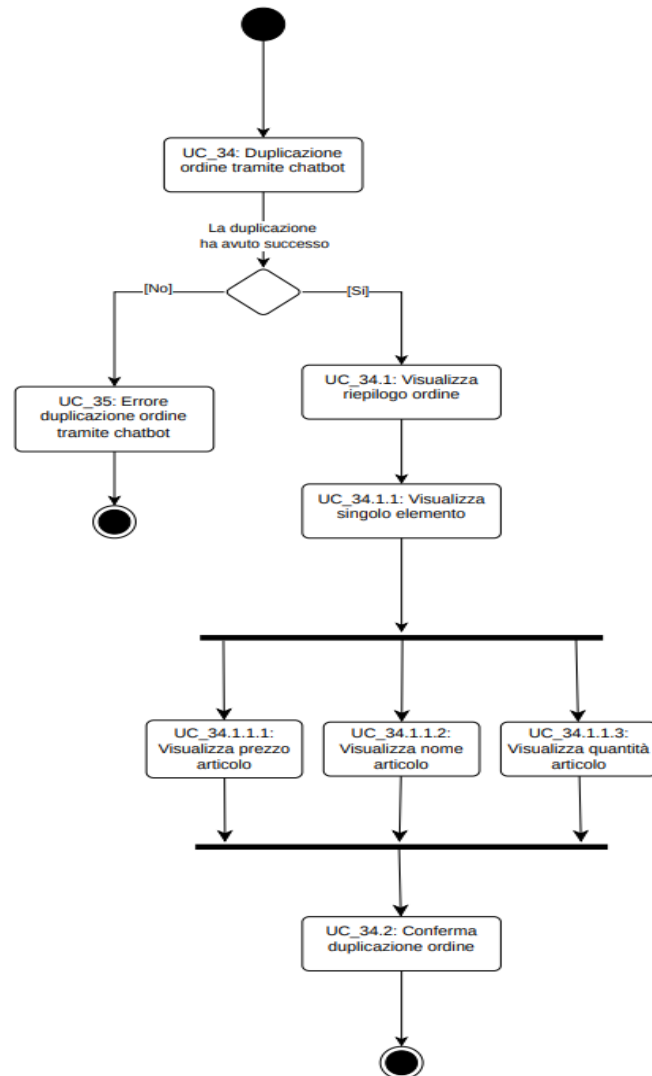 UC_34: Duplicazione
ordine tramite chatbot
La duplicazione
ha avuto successo
[No]
[Si]
UC_35: Errore
duplicazione ordine
tramite chatbot
UC_34.1: Visualizza
riepilogo ordine
UC_34.1.1: Visualizza
singolo elemento
UC_34.1.1.1:
Visualizza prezzo
articolo
UC_34.1.1.2:
Visualizza nome
articolo
UC_34.1.1.3:
Visualizza quantità
articolo
UC_34.2: Conferma
duplicazione ordine